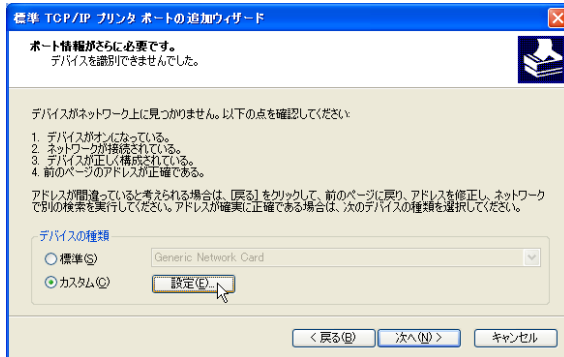 標準 TCP/IP プリンタ ポートの追加ウィザード
ポート情報がさらに必要です。
デバイスを識別できませんでした。
デバイスがネットワーク上に見つかりません。以下の点を確認してください:
1. デバイスがオンになっている。
2. ネットワークが接続されている。
3. デバイスが正しく構成されている。
4. 前のページのアドレスが正確である。
アドレスが間違っていると考えられる場合は、[戻る] をクリックして、前のページに戻り、アドレスを修正し、ネットワーク
で別の検索を実行してください。アドレスが確実に正確である場合は、次のデバイスの種類を選択してください。
デバイスの種類
標準(S)
Generic Network Card
カスタム(C)
設定(E)...
< 戻る(B)
次へ(N) >
キャンセル